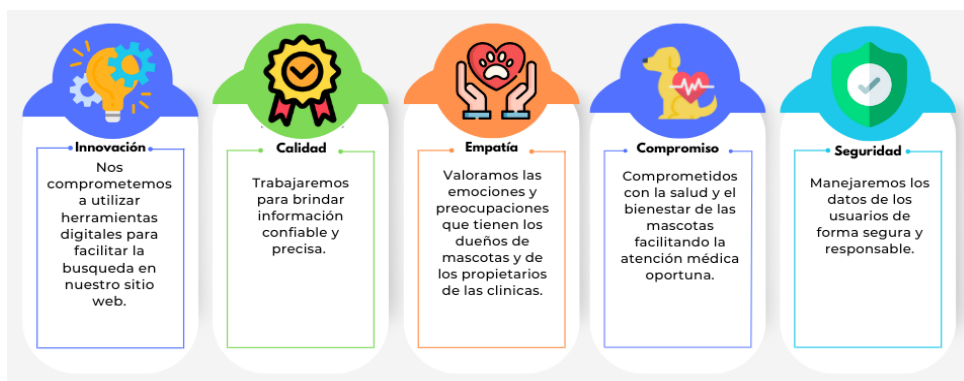 Innovación
Nos
comprometemos
a utilizar
herramientas
digitales para
facilitar la
busqueda en
nuestro sitio
web.
Calidad
Trabajaremos
para brindar
información
confiable y
precisa.
Empatía
Valoramos las
emociones y
preocupaciones
que tienen los
dueños de
mascotas y de
los propietarios
de las clinicas.
Compromiso
Comprometidos
con la salud y el
bienestar de las
mascotas
facilitando la
atención médica
oportuna.
Seguridad
Manejaremos los
datos de los
usuarios de
forma segura y
responsable.